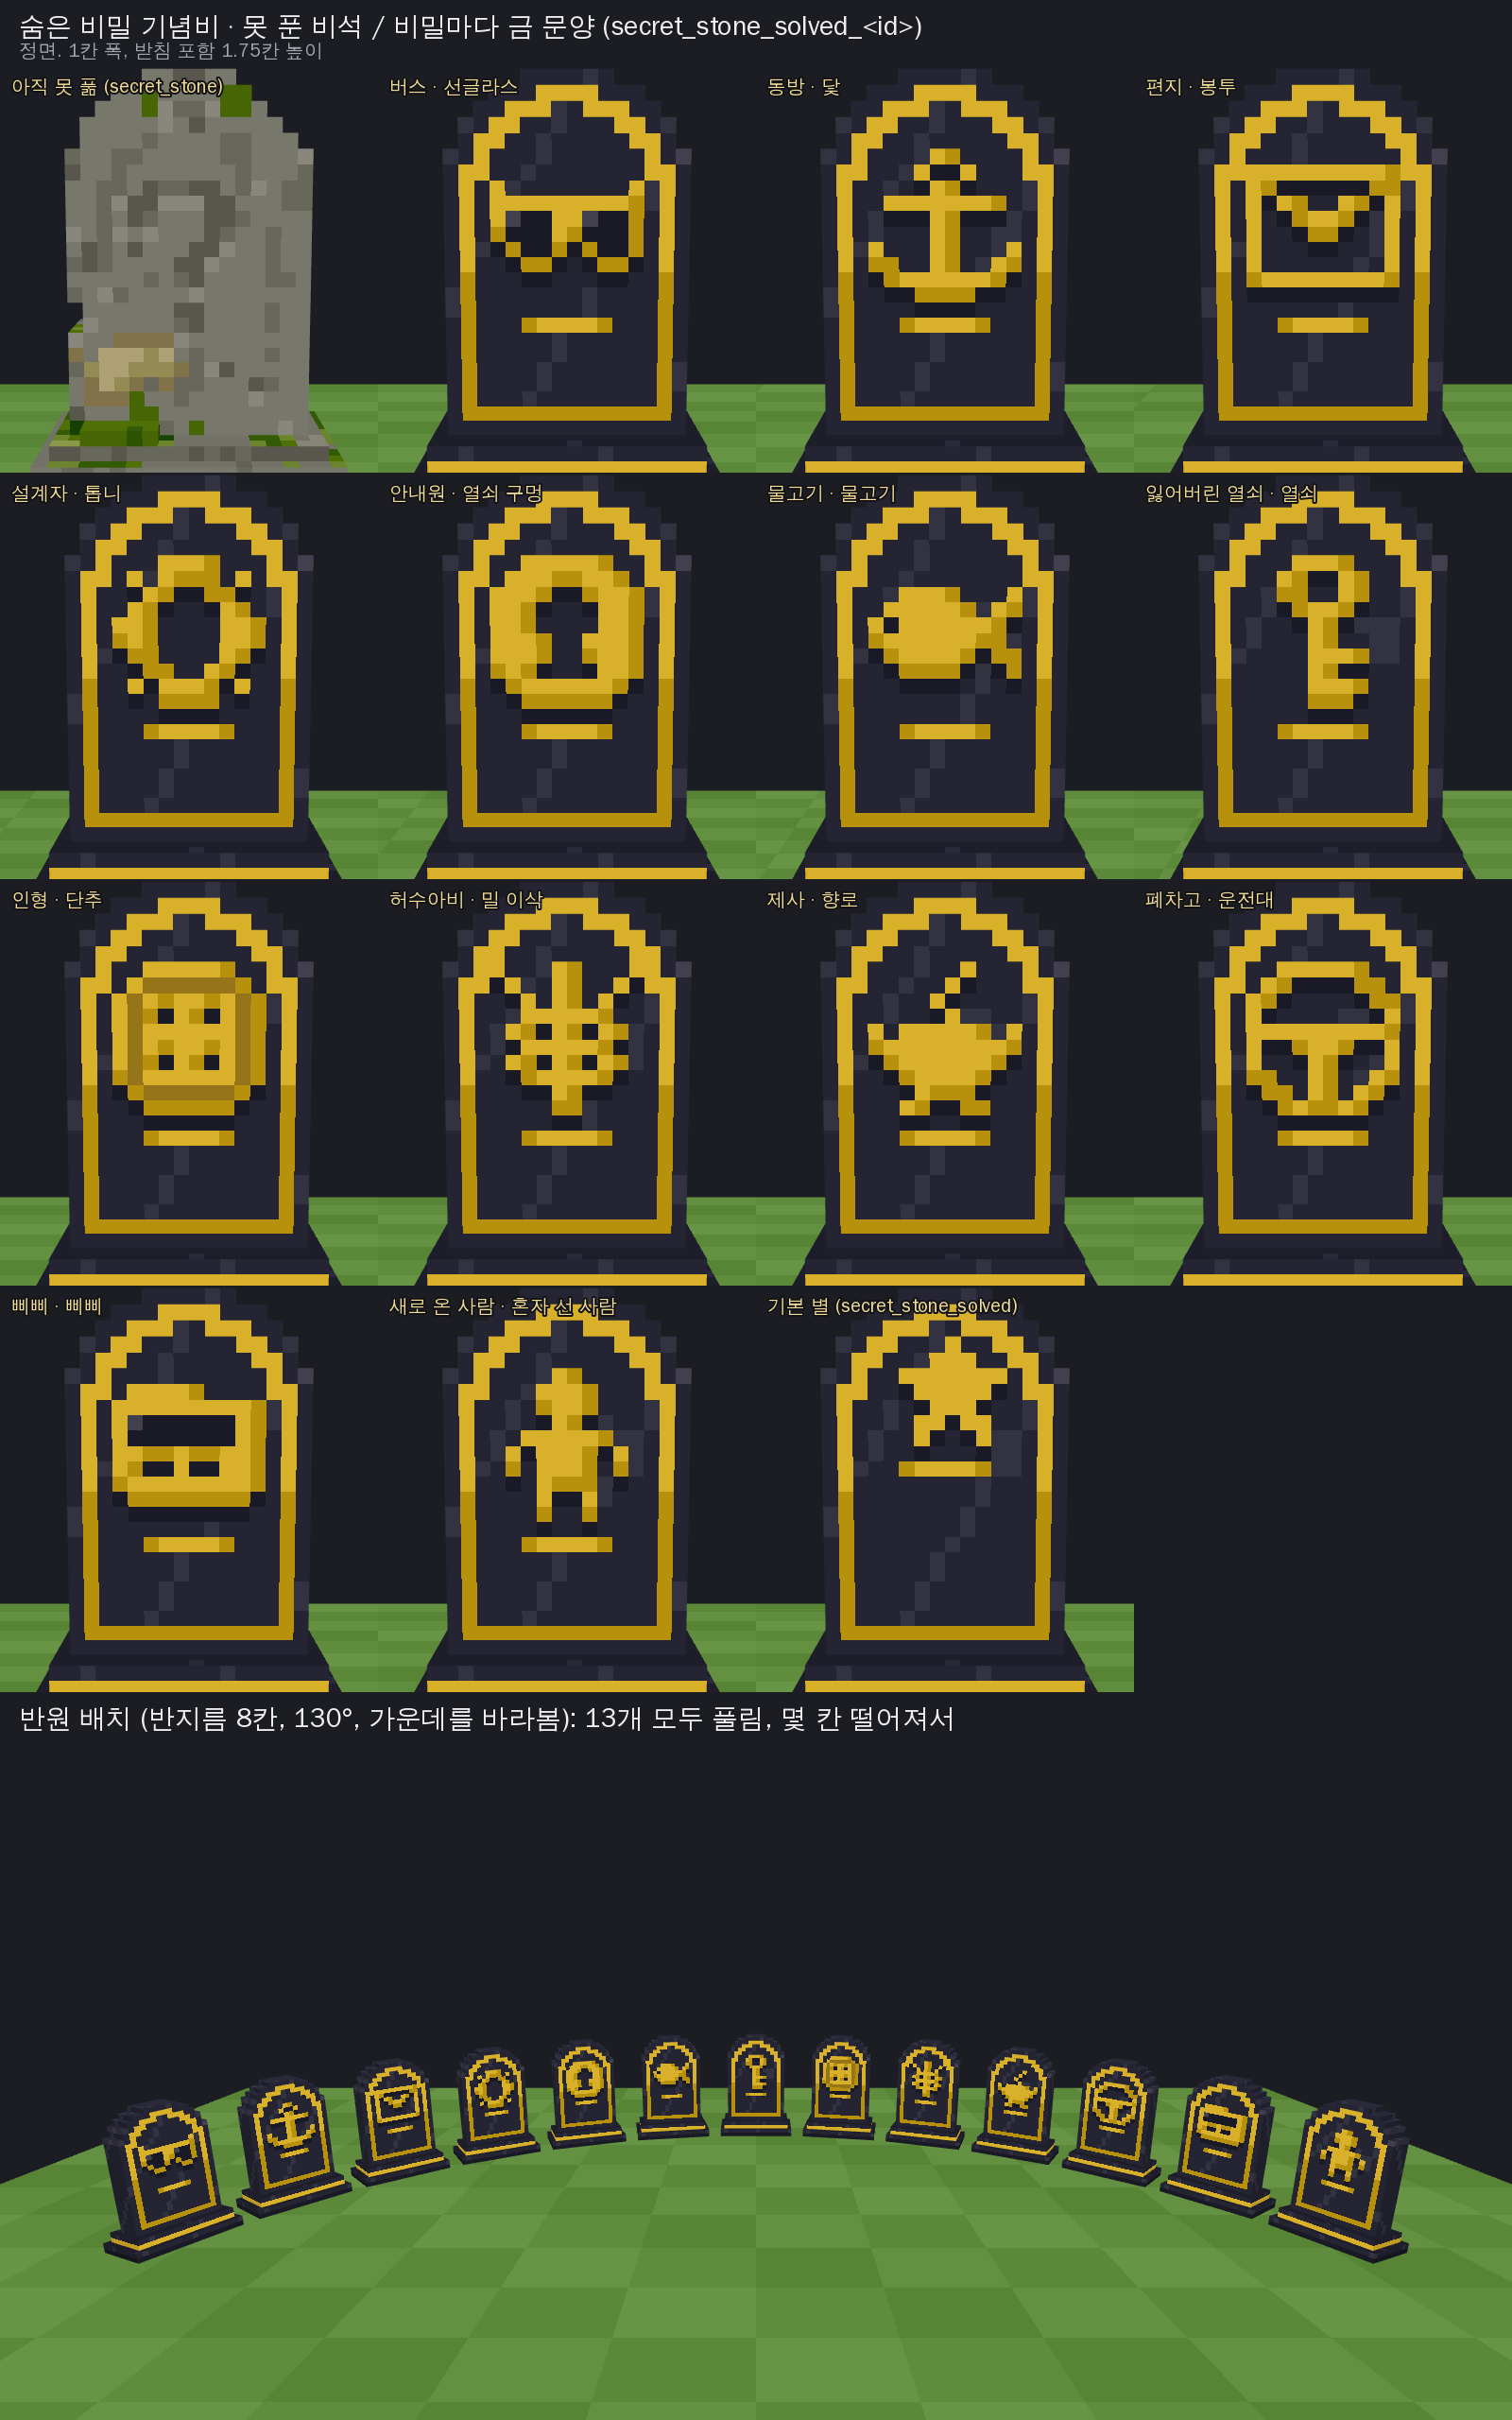 숨은 비밀 기념비 · 못 푼 비석 / 비밀마다 금 문양 (secret_stone_solved_<id>)
정면. 1칸 폭, 받침 포함 1.75칸 높이
아직 못 풂 (secret_stone)
버스 · 선글라스
동방 · 닻
편지 · 봉투
설계자 · 톱니
안내원 · 열쇠 구멍
물고기 · 물고기
잃어버린 열쇠 · 열쇠
인형 · 단추
허수아비 · 밀 이삭
제사 · 향로
폐차고 · 운전대
삐삐 · 삐삐
새로 온 사람 · 혼자 선 사람
기본 별 (secret_stone_solved)
반원 배치 (반지름 8칸, 130°, 가운데를 바라봄): 13개 모두 풀림, 몇 칸 떨어져서